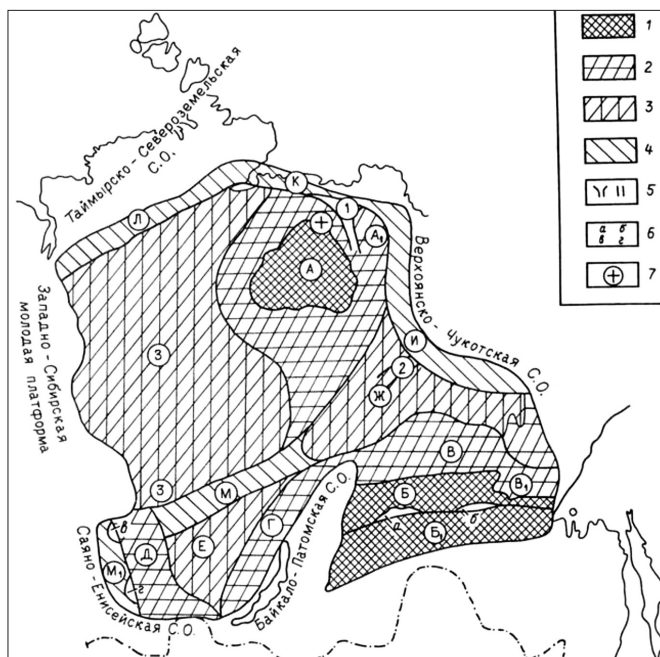 Таймырско - Североземельская
С. О.
Западно - Сибирская
молодая платформа
Верхоянско - Чукотская С. О.
Саяно - Енисейская С. О.
Байкало - Патомская С. О.
К
1
Л
А₁
А
И
2
З
Ж
В
З
М
Б
В₁
Г
а
б
Б₁
в
Д
Е
М₁
г
1
2
3
4
5
а б
в г
6
7